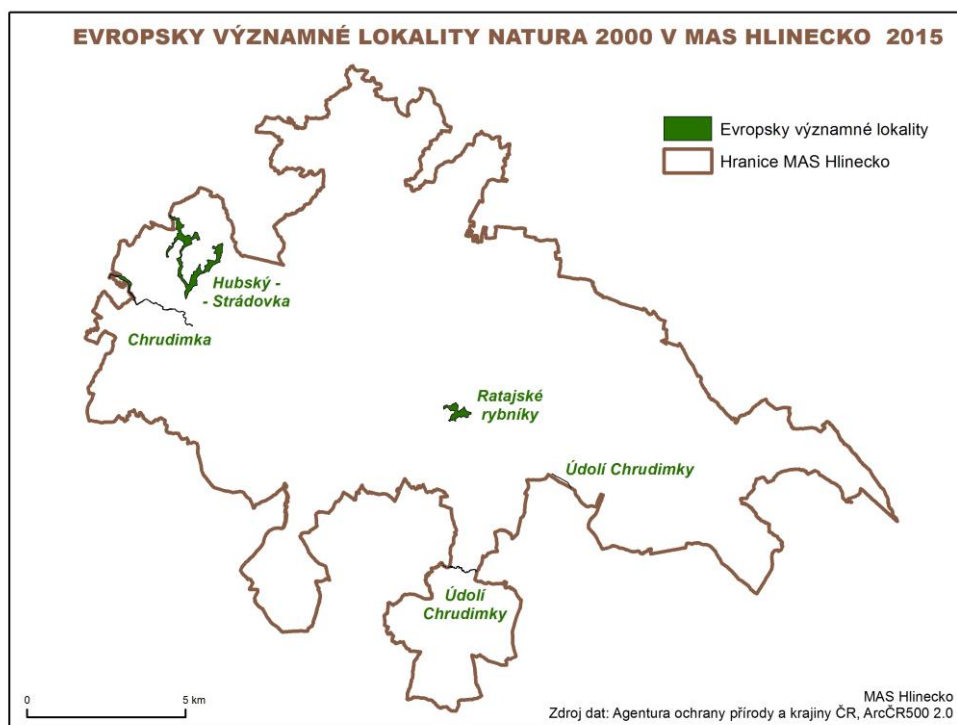 EVROPSKY VÝZNAMNÉ LOKALITY NATURA 2000 V MAS HLINECKO 2015
Evropsky významné lokality
Hranice MAS Hlinecko
Hubský -
- Strádovka
Chrudimka
Ratajské
rybníky
Údolí Chrudimky
Údolí
Chrudimky
0 5 km
MAS Hlinecko
Zdroj dat: Agentura ochrany přírody a krajiny ČR, ArcČR500 2.0